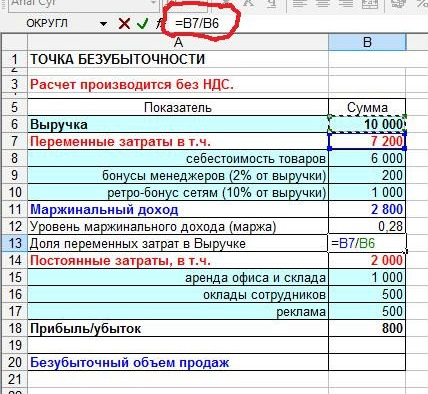 Arial Cyr
ОКРУГЛ =B7/B6
A B
1 ТОЧКА БЕЗУБЫТОЧНОСТИ
2
3 Расчет производится без НДС.
5 Показатель Сумма
6 Выручка 10 000
7 Переменные затраты в т.ч. 7 200
8 себестоимость товаров 6 000
9 бонусы менеджеров (2% от выручки) 200
10 ретро-бонус сетям (10% от выручки) 1 000
11 Маржинальный доход 2 800
12 Уровень маржинального дохода (маржа) 0,28
13 Доля переменных затрат в Выручке =B7/B6
14 Постоянные затраты, в т.ч. 2 000
15 аренда офиса и склада 1 000
16 оклады сотрудников 500
17 реклама 500
18 Прибыль/убыток 800
19
20 Безубыточный объем продаж
21
22